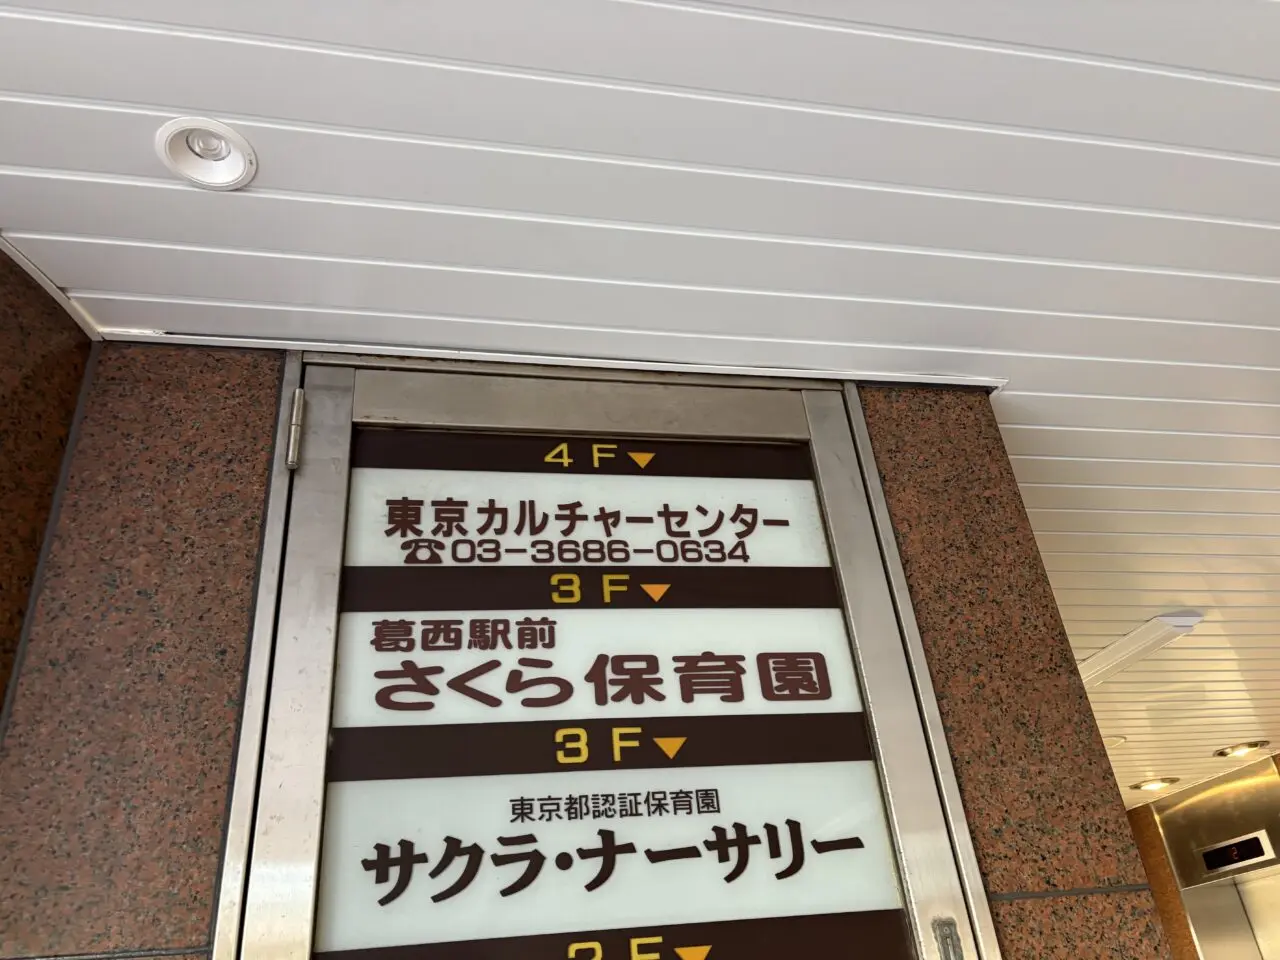 4F▼
東京カルチャーセンター
☎03-3686-0634
3F▼
葛西駅前
さくら保育園
3F▼
東京都認証保育園
サクラ・ナーサリー
2F▼
2